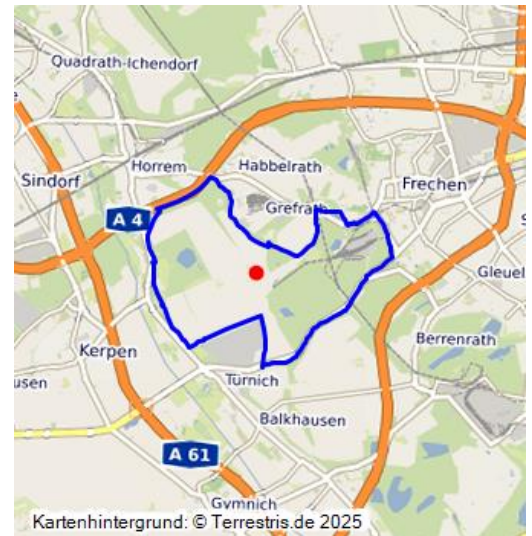 Quadrath-Ichendorf
Horrem
Habbelrath
Sindorf
Frechen
Grefrath
A 4
Gleuel
Berrenrath
Kerpen
Türnich
Balkhausen
A 61
Gymnich
Kartenhintergrund: © Terrestris.de 2025